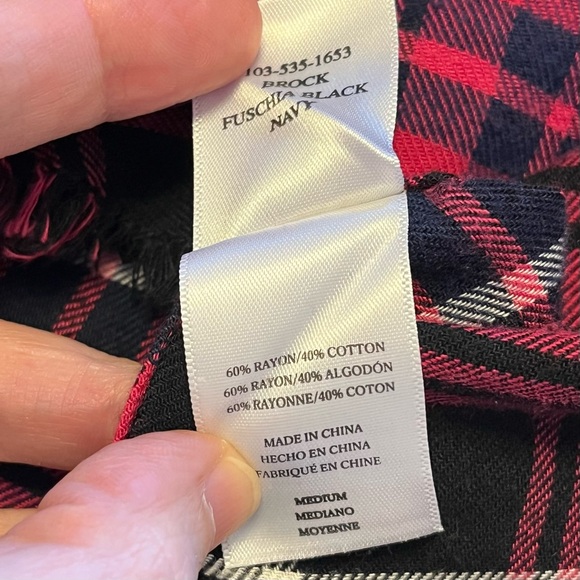 103-535-1653
BROCK
FUSCHIA BLACK
NAVY
60% RAYON/40% COTTON
60% RAYON/40% ALGODÓN
60% RAYONNE/40% COTON
MADE IN CHINA
HECHO EN CHINA
FABRIQUÉ EN CHINE
MEDIUM
MEDIANO
MOYENNE